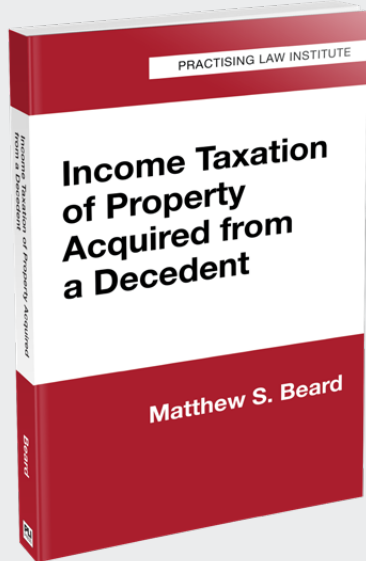 PRACTISING LAW INSTITUTE
Income Taxation
of Property
Acquired from
a Decedent
Matthew S. Beard
Income Taxation of Property Acquired
from a Decedent
Beard